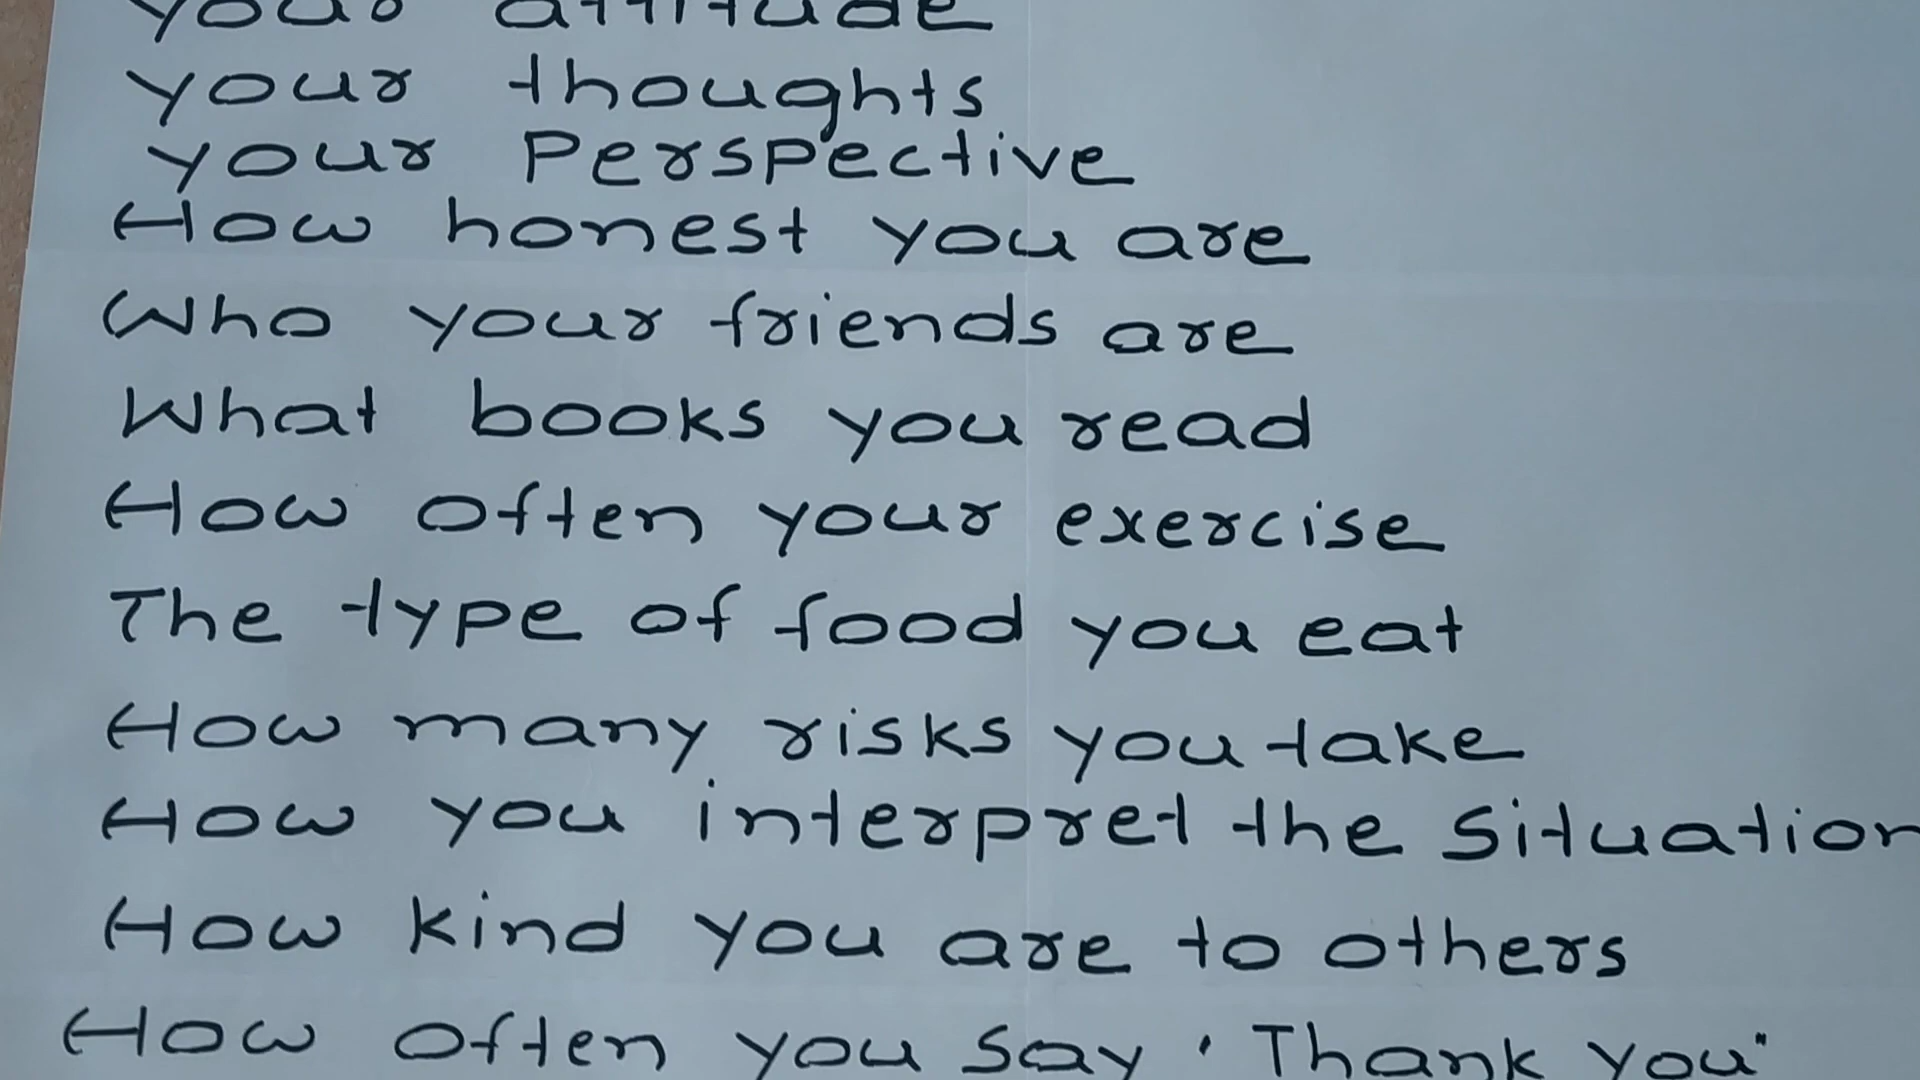 your attitude
your thoughts
your Perspective
How honest you are
Who your friends are
What books you read
How often your exercise
The type of food you eat
How many risks you take
How you interpret the Situation
How kind you are to others
How often you say ' Thank you"